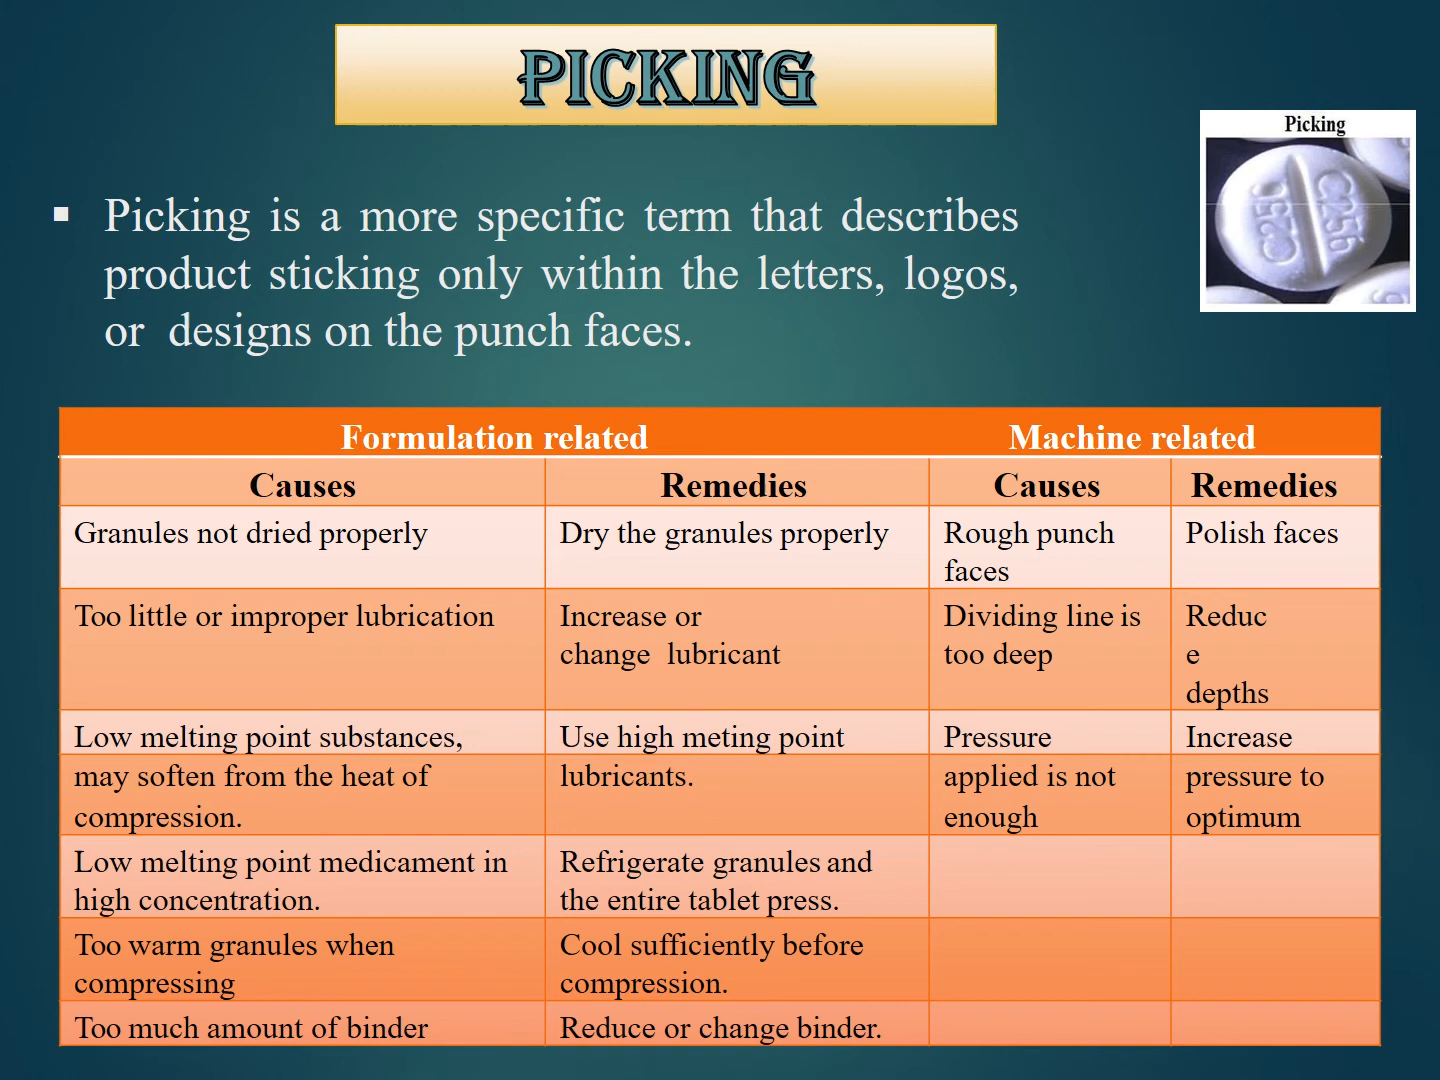 PICKING
Picking
▪ Picking is a more specific term that describes
product sticking only within the letters, logos,
or designs on the punch faces.
Formulation related Machine related
Causes Remedies Causes Remedies
Granules not dried properly Dry the granules properly Rough punch Polish faces
faces
Too little or improper lubrication Increase or Dividing line is Reduc
change lubricant too deep e
depths
Low melting point substances, Use high meting point Pressure Increase
may soften from the heat of lubricants. applied is not pressure to
compression. enough optimum
Low melting point medicament in Refrigerate granules and
high concentration. the entire tablet press.
Too warm granules when Cool sufficiently before
compressing compression.
Too much amount of binder Reduce or change binder.